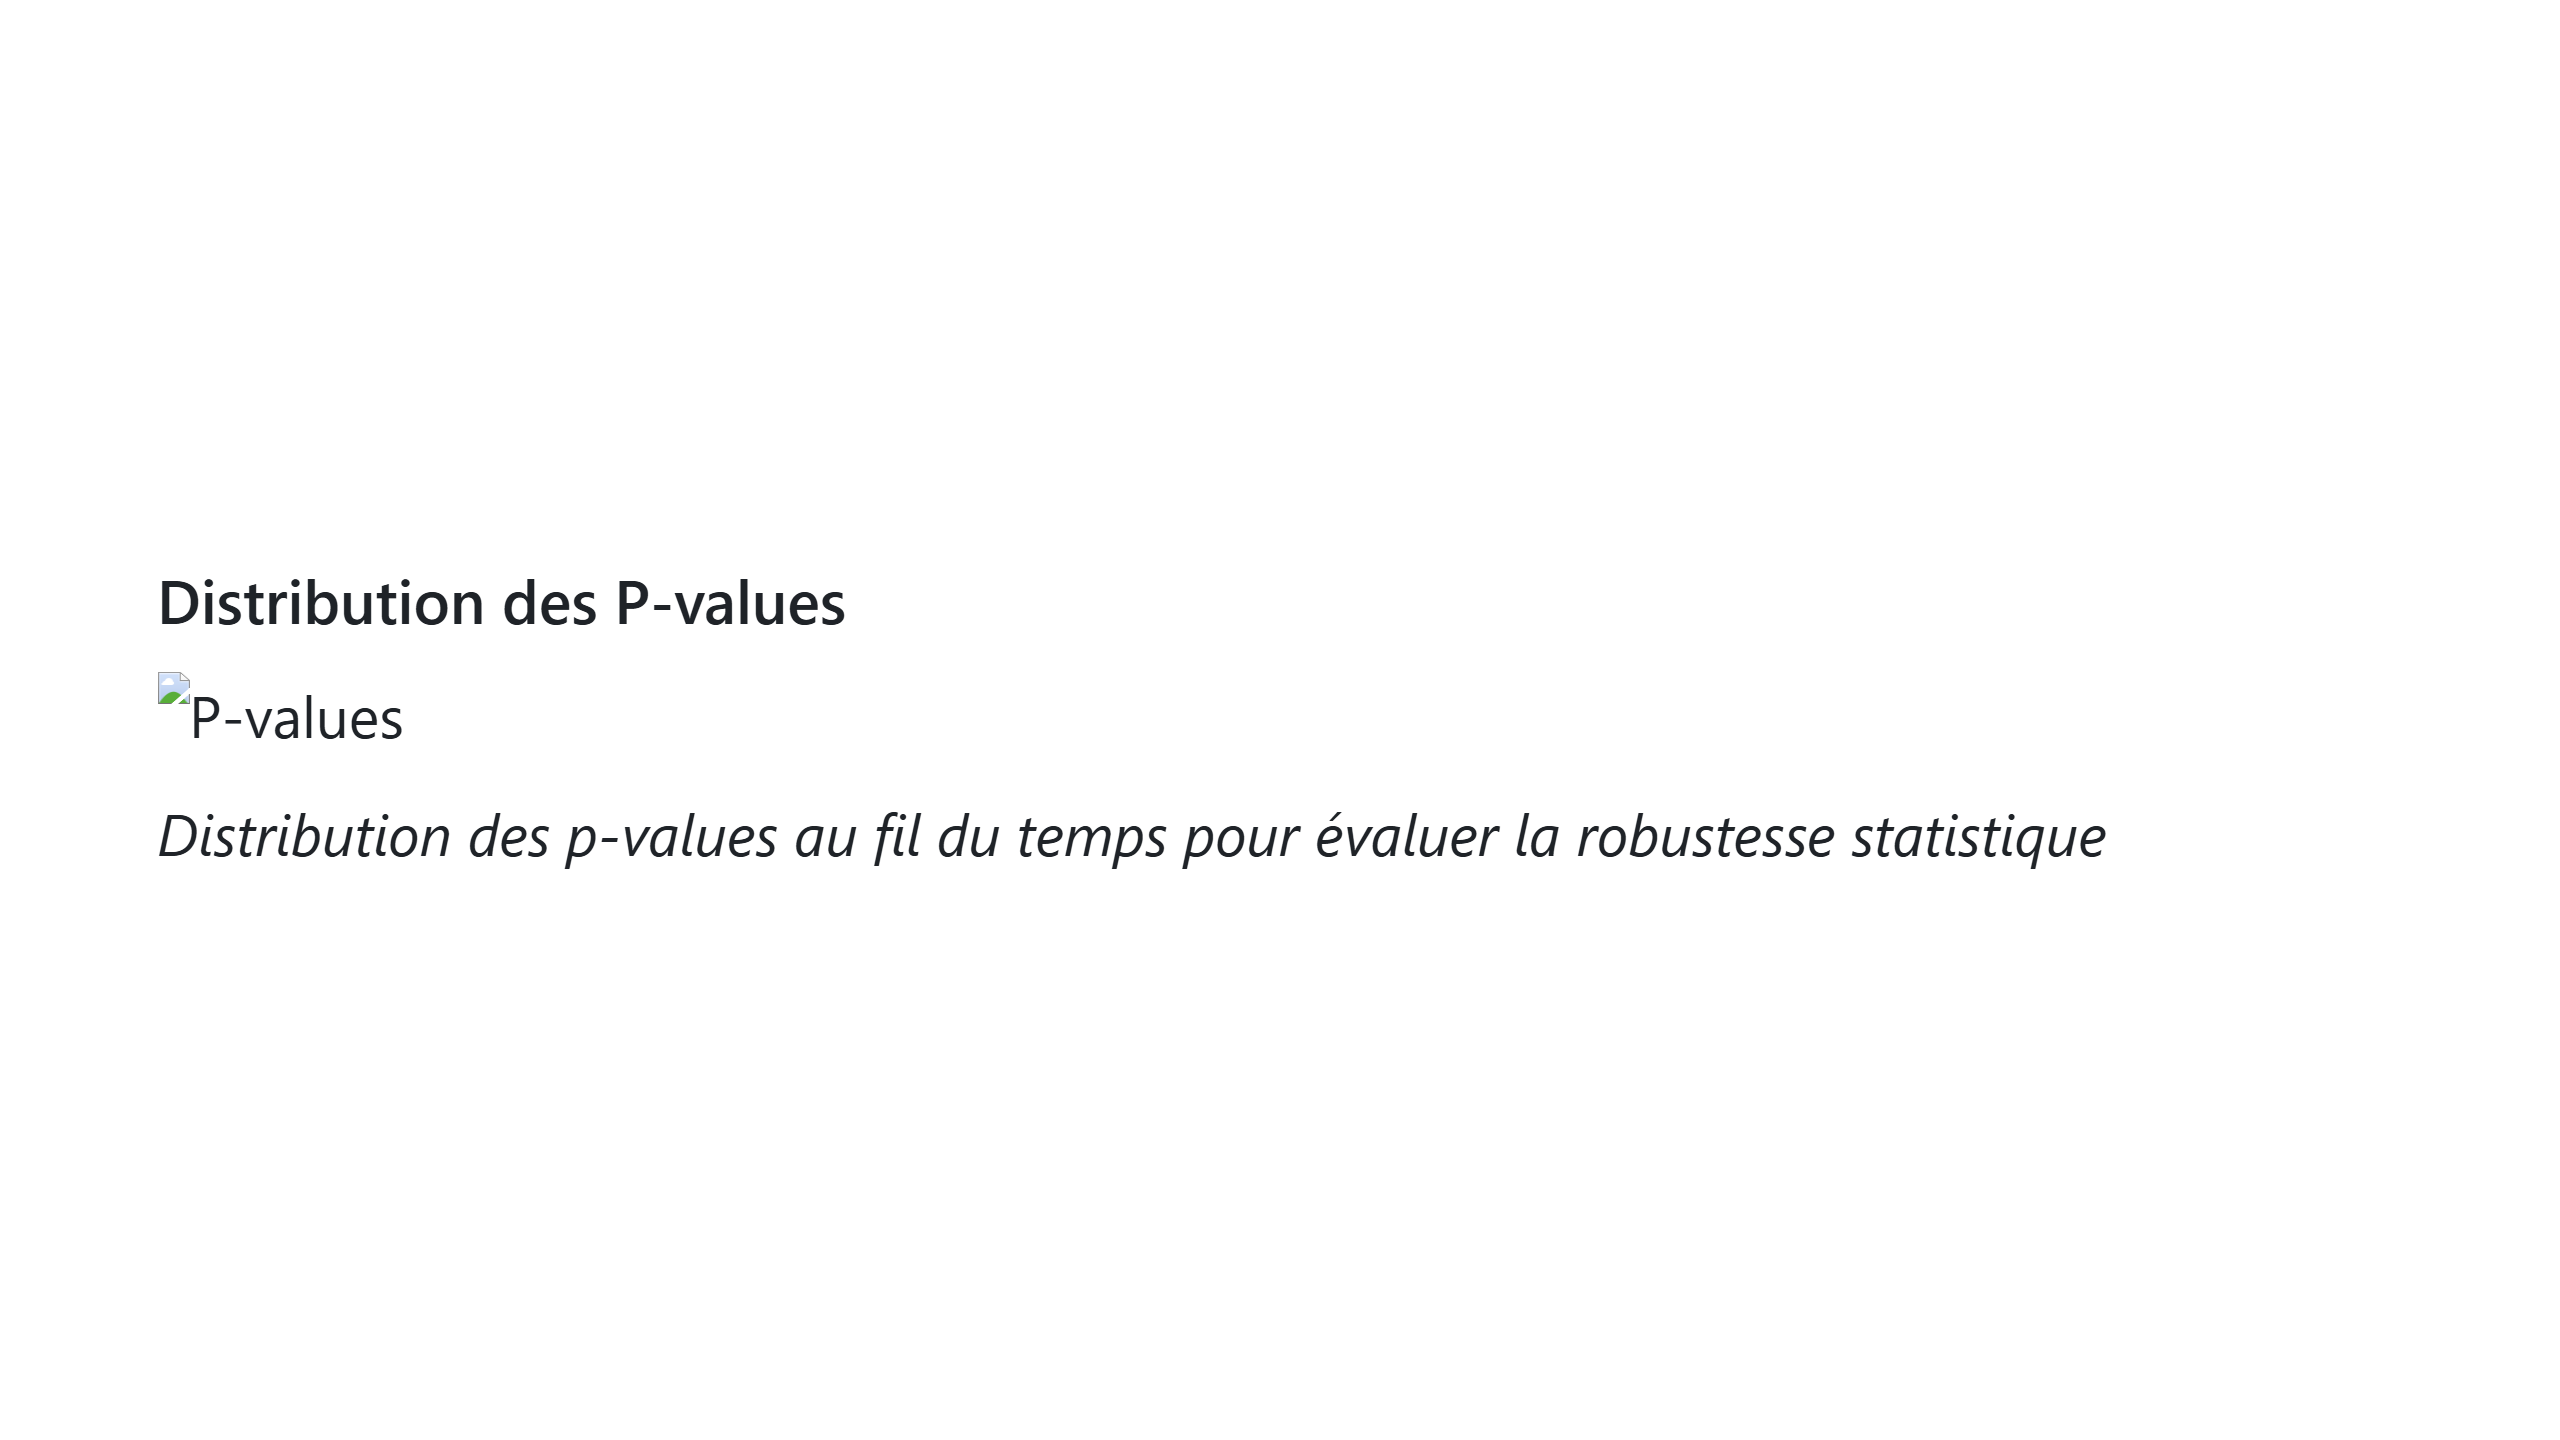 Distribution des P-values
P-values
Distribution des p-values au fil du temps pour évaluer la robustesse statistique